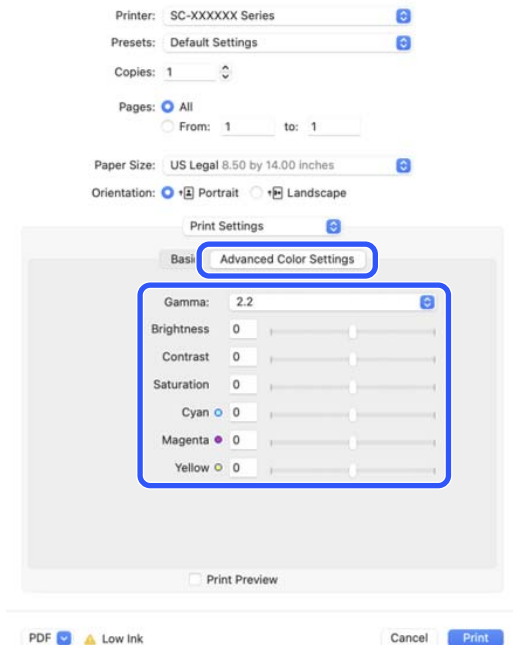 Printer: SC-XXXXXX Series
Presets: Default Settings
Copies: 1
Pages: All
From: 1 to: 1
Paper Size: US Legal 8.50 by 14.00 inches
Orientation: Portrait Landscape
Print Settings
Basic Advanced Color Settings
Gamma: 2.2
Brightness 0
Contrast 0
Saturation 0
Cyan 0
Magenta 0
Yellow 0
Print Preview
PDF Low Ink Cancel Print